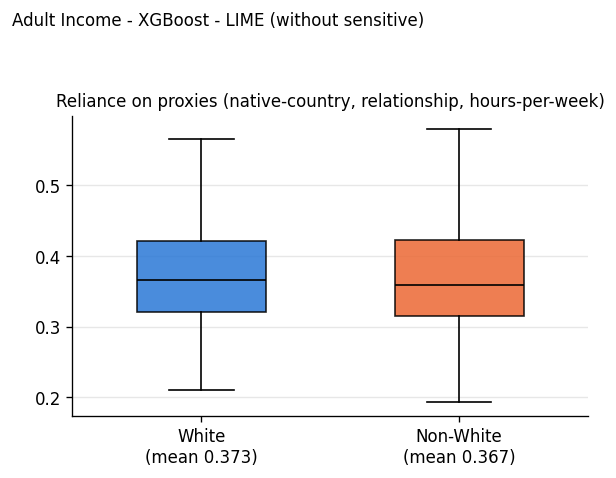 Adult Income - XGBoost - LIME (without sensitive)
Reliance on proxies (native-country, relationship, hours-per-week)
0.5
0.4
0.3
0.2
White
(mean 0.373)
Non-White
(mean 0.367)